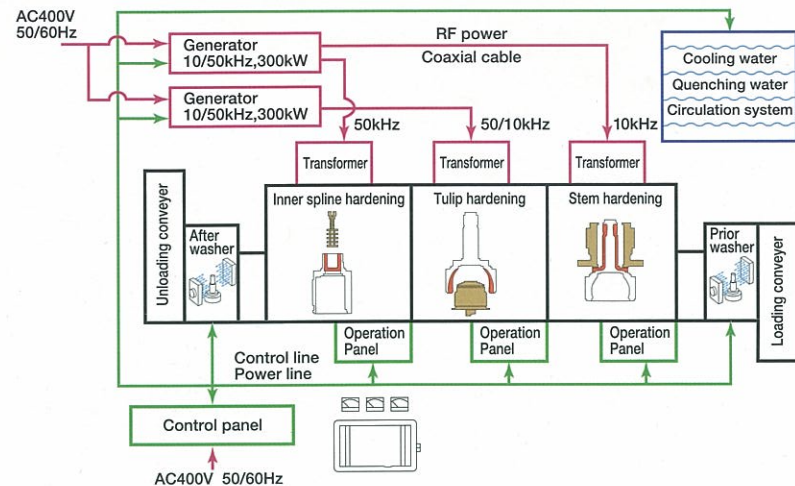 AC400V
50/60Hz
Generator
10/50kHz,300kW
RF power
Coaxial cable
Generator
10/50kHz,300kW
50kHz
50/10kHz
10kHz
Cooling water
Quenching water
Circulation system
Transformer
Transformer
Transformer
Unloading conveyer
After
washer
Inner spline hardening
Tulip hardening
Stem hardening
Prior
washer
Loading conveyer
Operation
Panel
Operation
Panel
Operation
Panel
Control line
Power line
Control panel
AC400V 50/60Hz